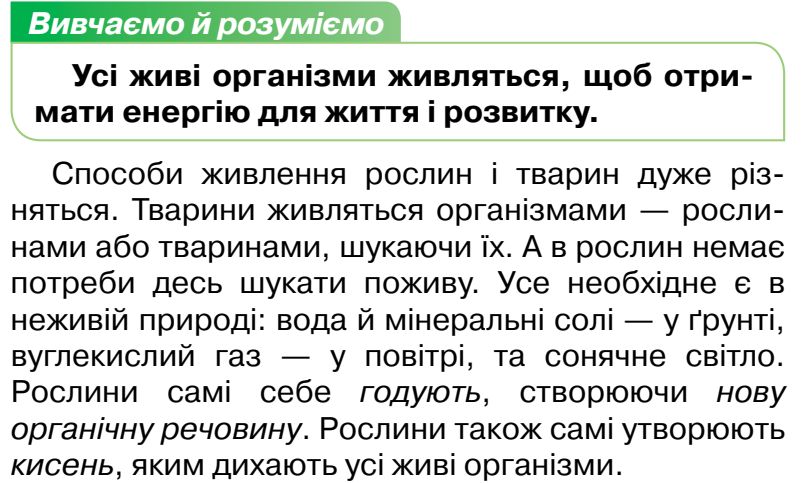 Вивчаємо й розуміємо
Усі живі організми живляться, щоб отри-
мати енергію для життя і розвитку.
Способи живлення рослин і тварин дуже різ-
няться. Тварини живляться організмами — росли-
нами або тваринами, шукаючи їх. А в рослин немає
потреби десь шукати поживу. Усе необхідне є в
неживій природі: вода й мінеральні солі — у ґрунті,
вуглекислий газ — у повітрі, та сонячне світло.
Рослини самі себе годують, створюючи нову
органічну речовину. Рослини також самі утворюють
кисень, яким дихають усі живі організми.